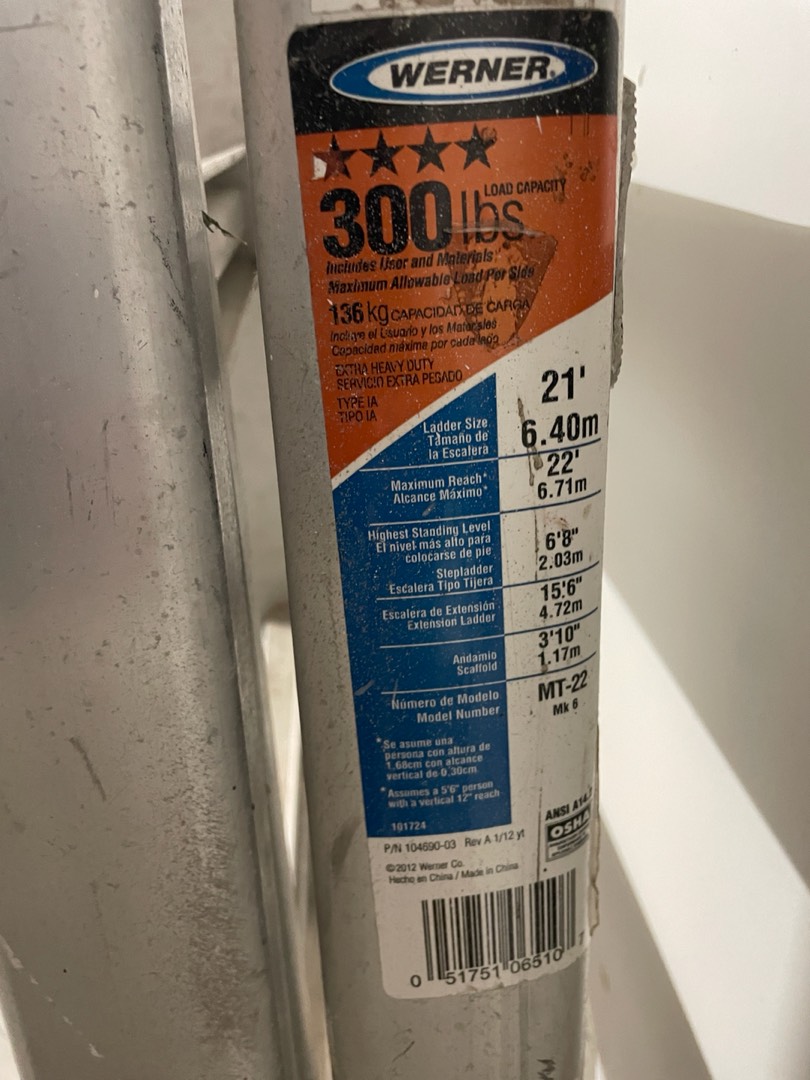 WERNER
LOAD CAPACITY
300 lbs.
Includes User and Materials
Maximum Allowable Load Per Side
136 kg CAPACIDAD DE CARGA
Incluye el Usuario y los Materiales
Capacidad máxima por cada lado
EXTRA HEAVY DUTY
SERVICIO EXTRA PESADO
TYPE IA
TIPO IA
Ladder Size
Tamaño de
la Escalera
21'
6.40m
Maximum Reach*
Alcance Máximo*
22'
6.71m
Highest Standing Level
El nivel más alto para
colocarse de pie
Stepladder
Escalera Tipo Tijera
6'8"
2.03m
Escalera de Extensión
Extension Ladder
15'6"
4.72m
Andamio
Scaffold
3'10"
1.17m
Número de Modelo
Model Number
MT-22
Mk 6
*Se asume una
persona con altura de
1,68cm con alcance
vertical de 0.30cm.
*Assumes a 5'6" person
with a vertical 12" reach
101724
P/N 104690-03 Rev A 1/12 yt
©2012 Werner Co.
Hecho en China / Made in China
ANSI
OSHA
0 51751 06510